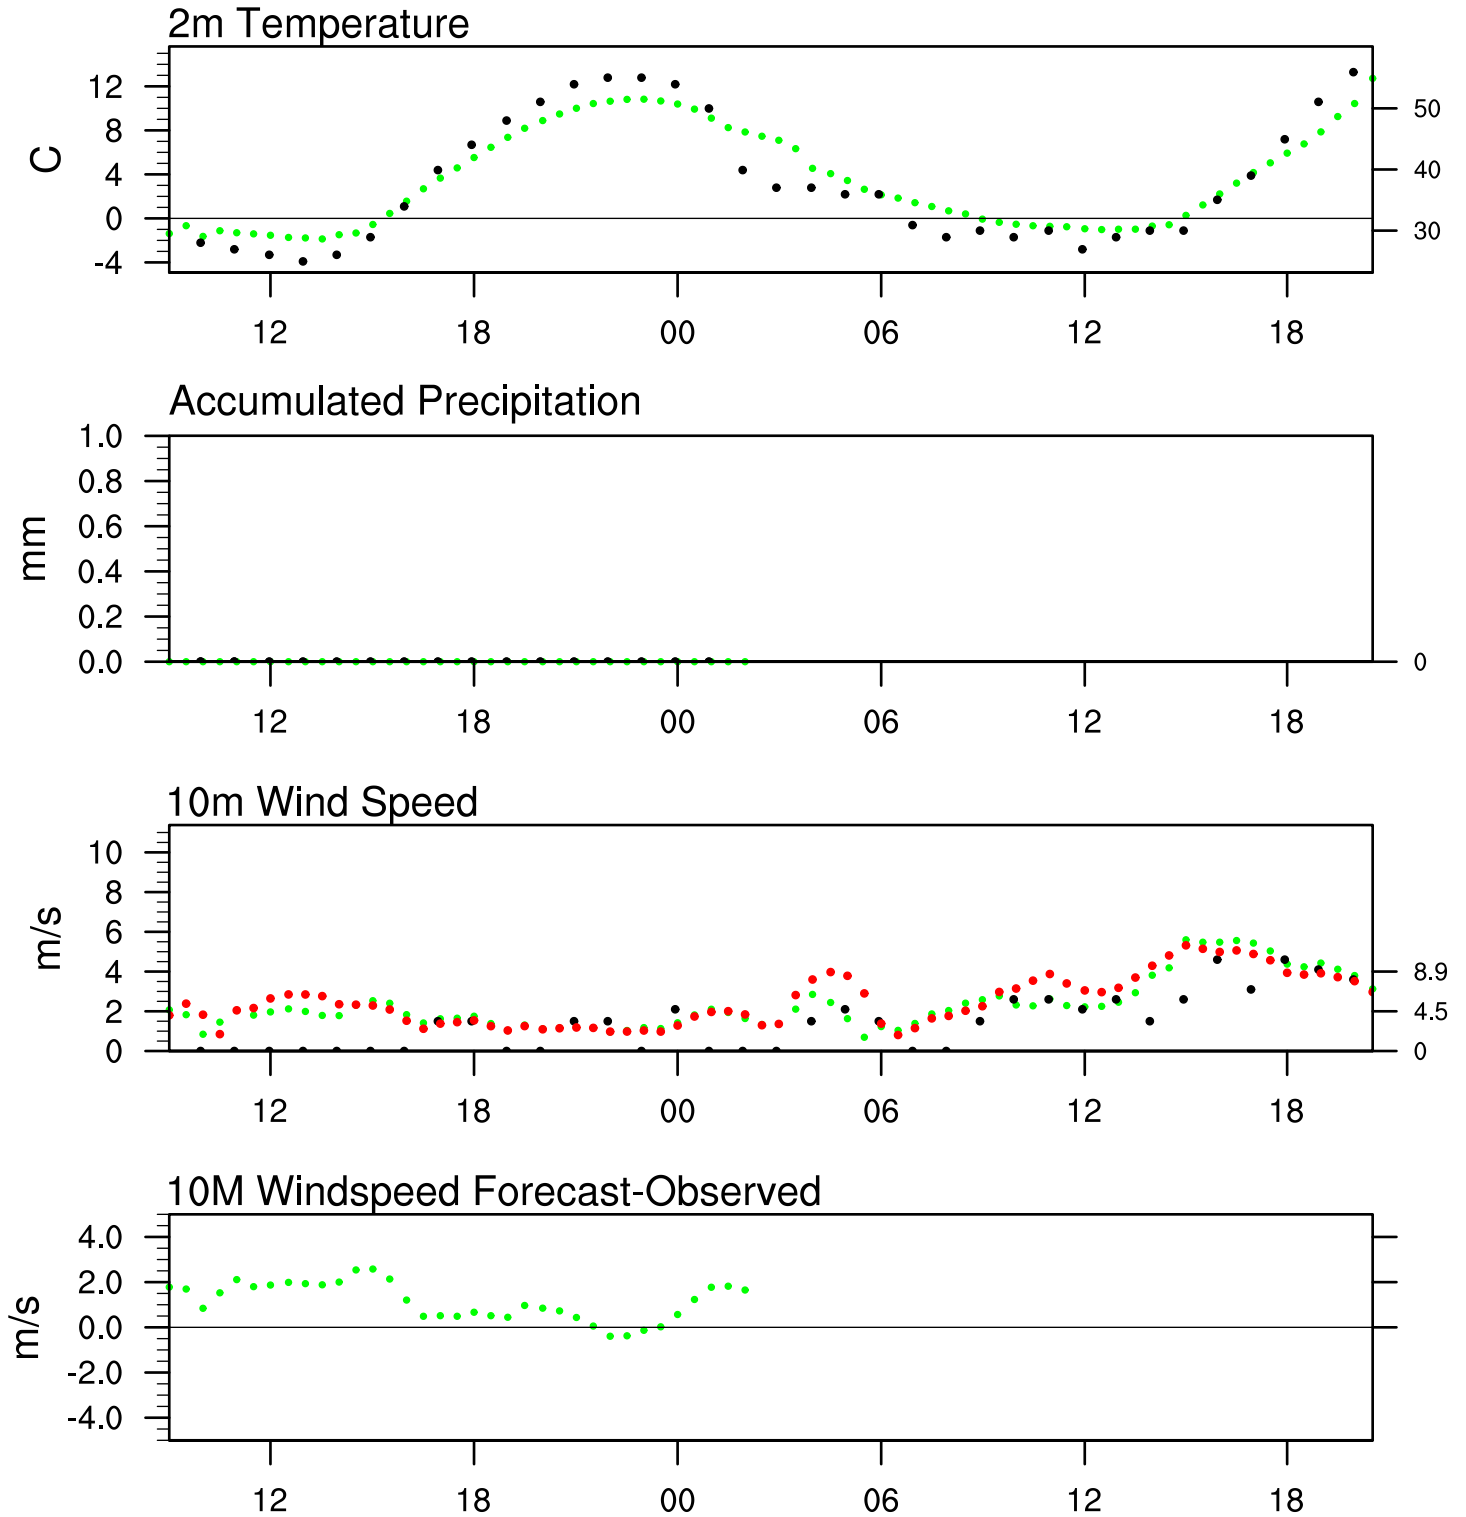 2m Temperature
12
8
4
0
-4
C
50
40
30
12 18 00 06 12 18
Accumulated Precipitation
1.0
0.8
0.6
0.4
0.2
0.0
mm
0
12 18 00 06 12 18
10m Wind Speed
10
8
6
4
2
0
m/s
8.9
4.5
0
12 18 00 06 12 18
10M Windspeed Forecast-Observed
4.0
2.0
0.0
-2.0
-4.0
m/s
12 18 00 06 12 18